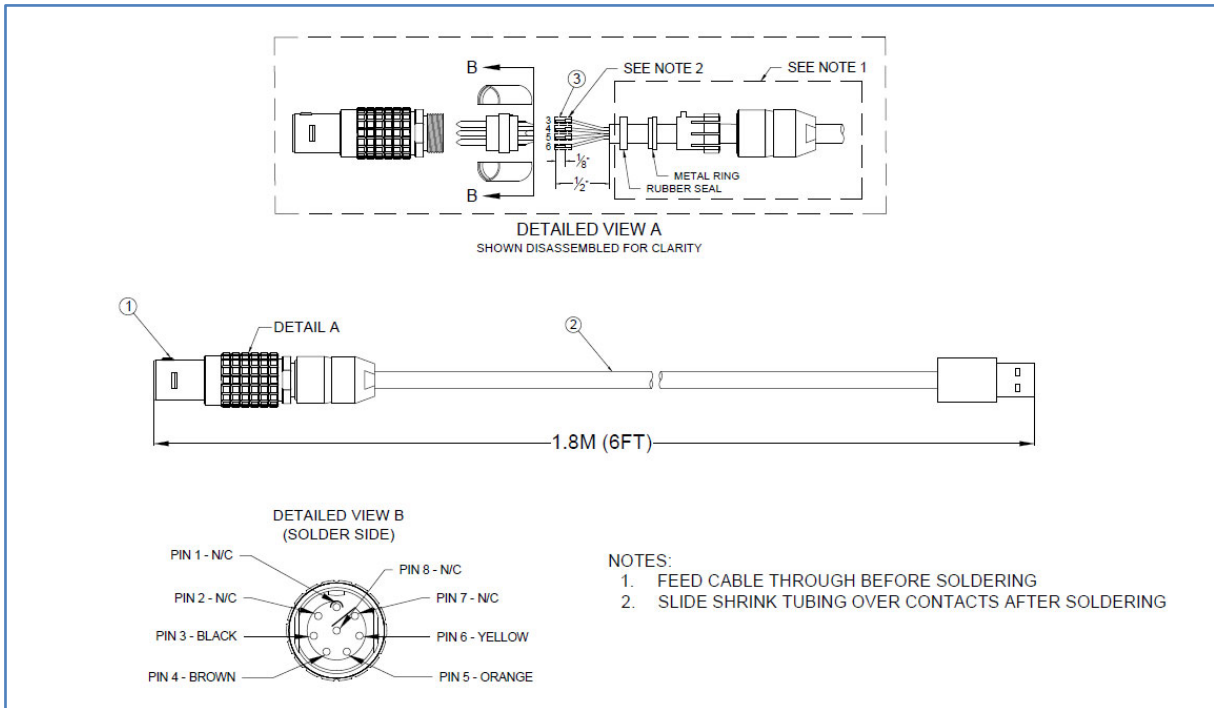 B
3
SEE NOTE 2
SEE NOTE 1
3
4
5
6
1/8"
1/2"
METAL RING
RUBBER SEAL
B
DETAILED VIEW A
SHOWN DISASSEMBLED FOR CLARITY
1
DETAIL A
2
1.8M (6FT)
DETAILED VIEW B
(SOLDER SIDE)
PIN 1 - N/C
PIN 8 - N/C
PIN 2 - N/C
PIN 7 - N/C
PIN 3 - BLACK
PIN 6 - YELLOW
PIN 4 - BROWN
PIN 5 - ORANGE
NOTES:
1. FEED CABLE THROUGH BEFORE SOLDERING
2. SLIDE SHRINK TUBING OVER CONTACTS AFTER SOLDERING